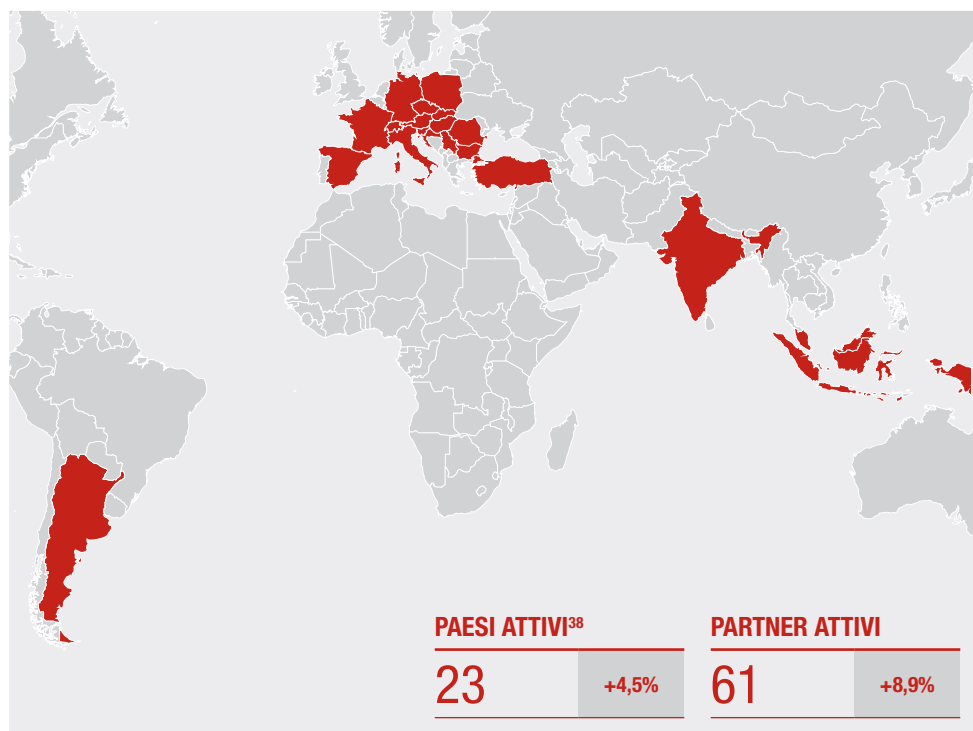 PAESI ATTIVI³⁸
23 +4,5%
PARTNER ATTIVI
61 +8,9%